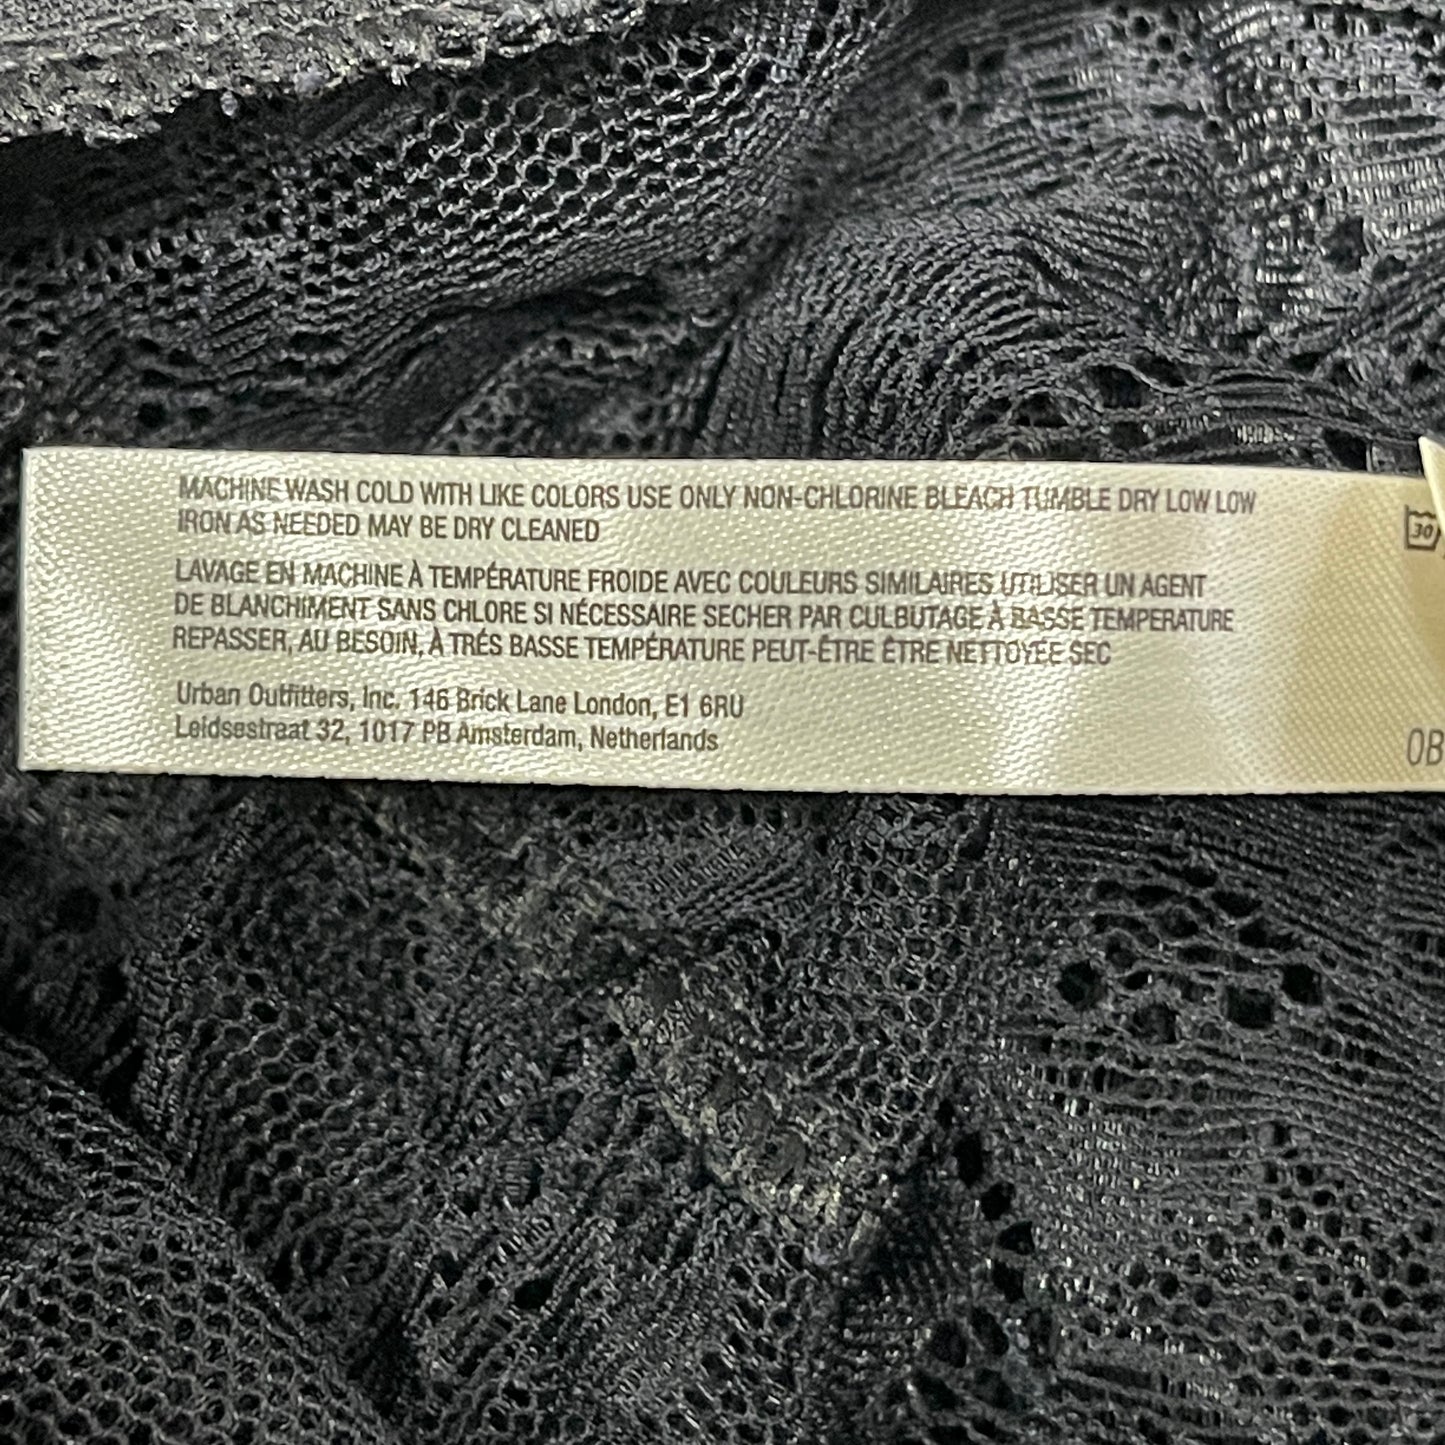 MACHINE WASH COLD WITH LIKE COLORS USE ONLY NON-CHLORINE BLEACH TUMBLE DRY LOW LOW
IRON AS NEEDED MAY BE DRY CLEANED
LAVAGE EN MACHINE À TEMPÉRATURE FROIDE AVEC COULEURS SIMILAIRES UTILISER UN AGENT
DE BLANCHIMENT SANS CHLORE SI NÉCESSAIRE SECHER PAR CULBUTAGE À BASSE TEMPERATURE
REPASSER, AU BESOIN, À TRÉS BASSE TEMPÉRATURE PEUT-ÊTRE ÊTRE NETTOYÉE SEC
Urban Outfitters, Inc. 146 Brick Lane London, E1 6RU
Leidsestraat 32, 1017 PB Amsterdam, Netherlands
30
0B